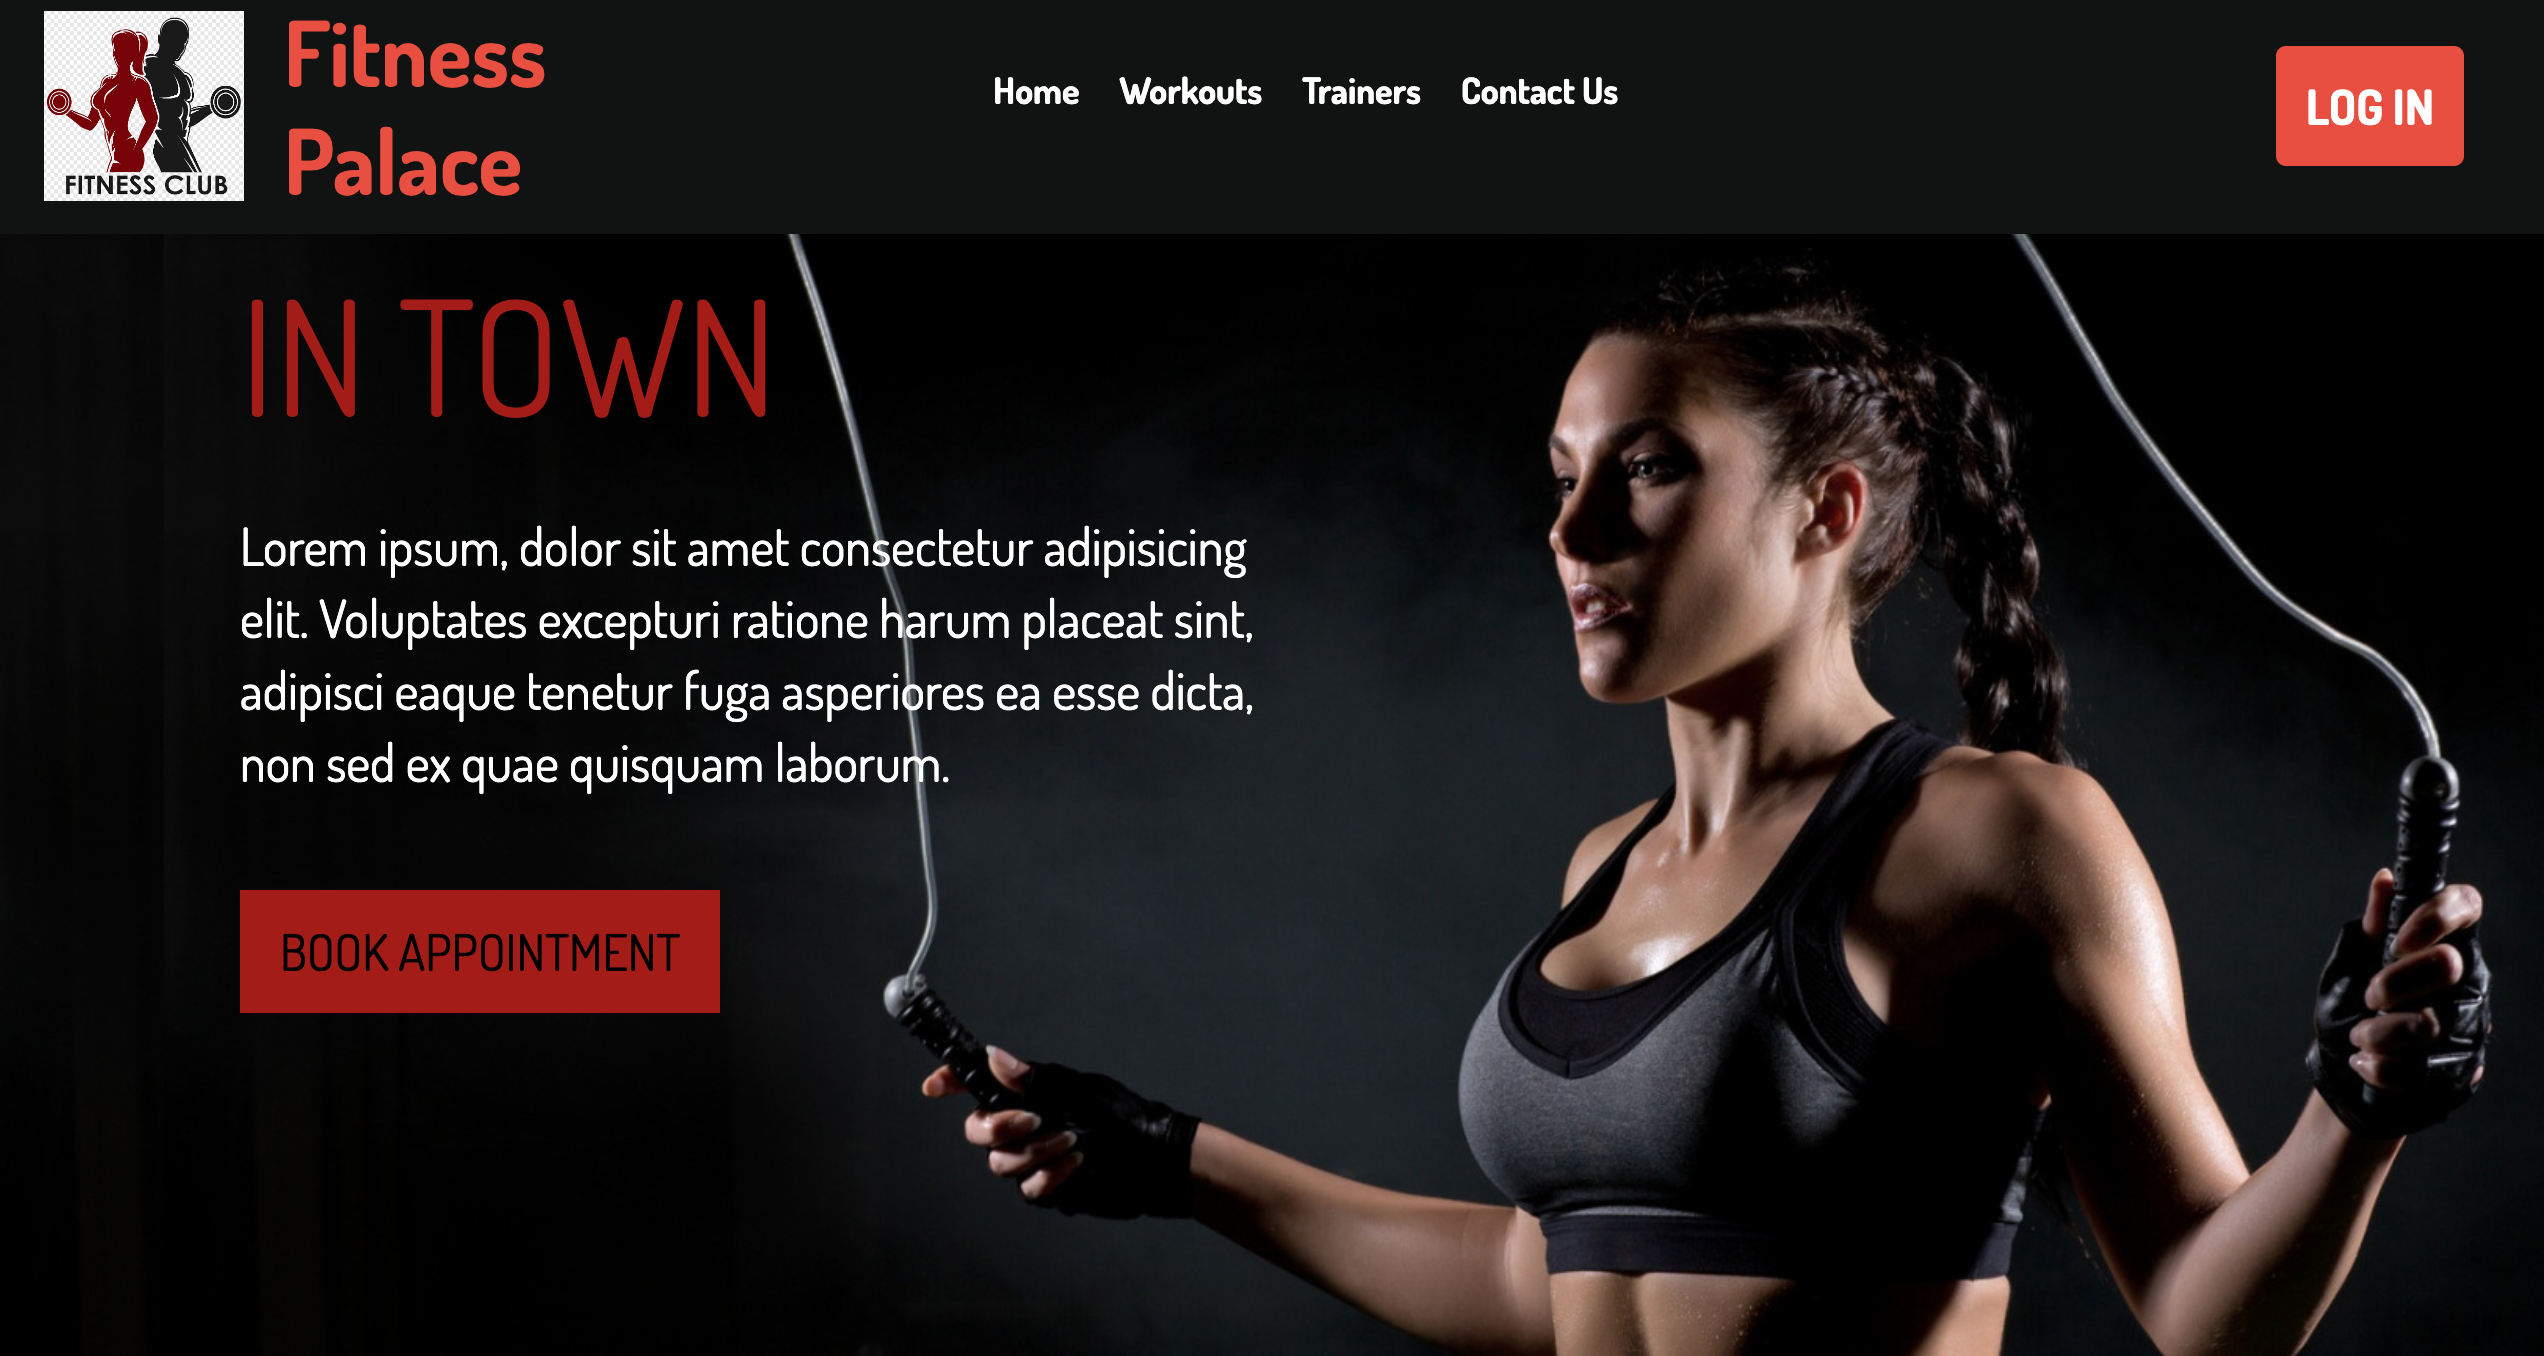 FITNESS CLUB
Fitness
Palace
Home Workouts Trainers Contact Us
LOG IN
IN TOWN
Lorem ipsum, dolor sit amet consectetur adipisicing
elit. Voluptates excepturi ratione harum placeat sint,
adipisci eaque tenetur fuga asperiores ea esse dicta,
non sed ex quae quisquam laborum.
BOOK APPOINTMENT